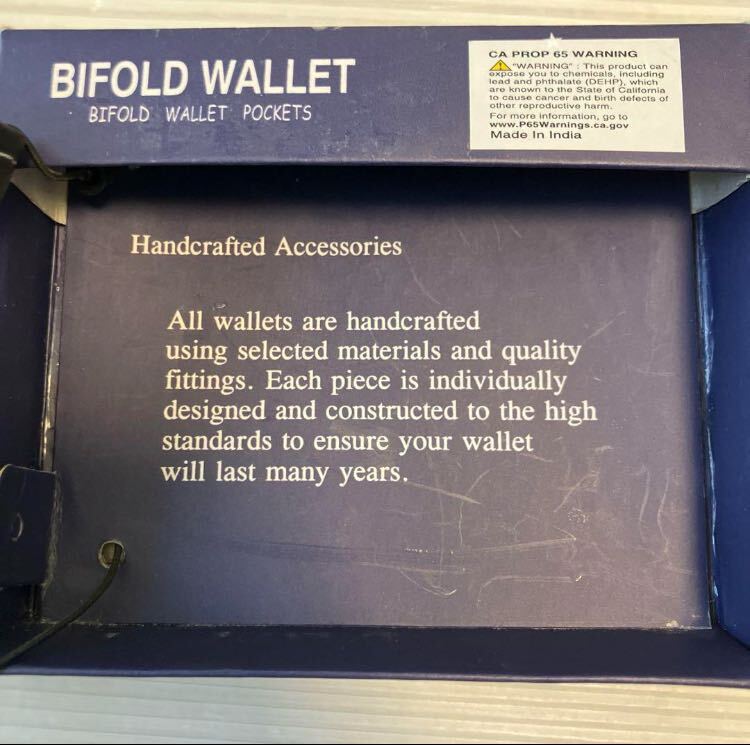 BIFOLD WALLET
BIFOLD WALLET POCKETS
CA PROP 65 WARNING
"WARNING" : This product can
expose you to chemicals, including
lead and phthalate (DEHP), which
are known to the State of California
to cause cancer and birth defects of
other reproductive harm.
For more information, go to
www.P65Warnings.ca.gov
Made In India
Handcrafted Accessories
All wallets are handcrafted
using selected materials and quality
fittings. Each piece is individually
designed and constructed to the high
standards to ensure your wallet
will last many years.